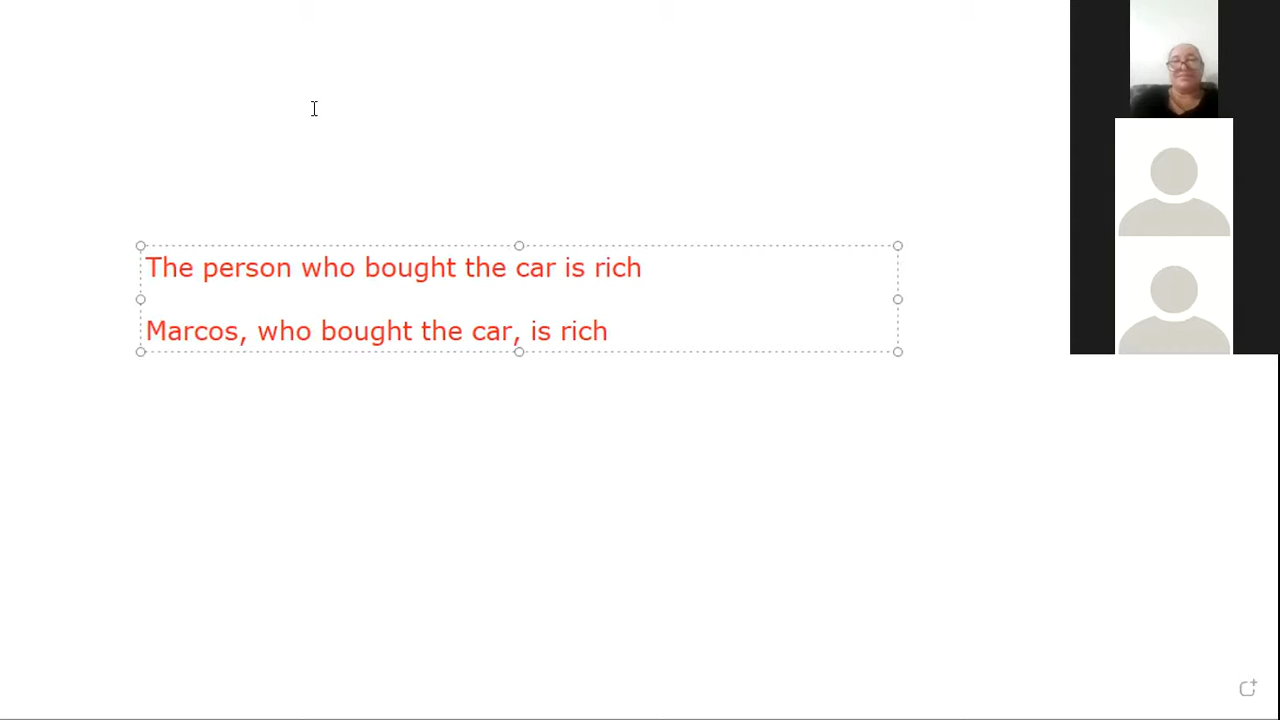 The person who bought the car is rich
Marcos, who bought the car, is rich